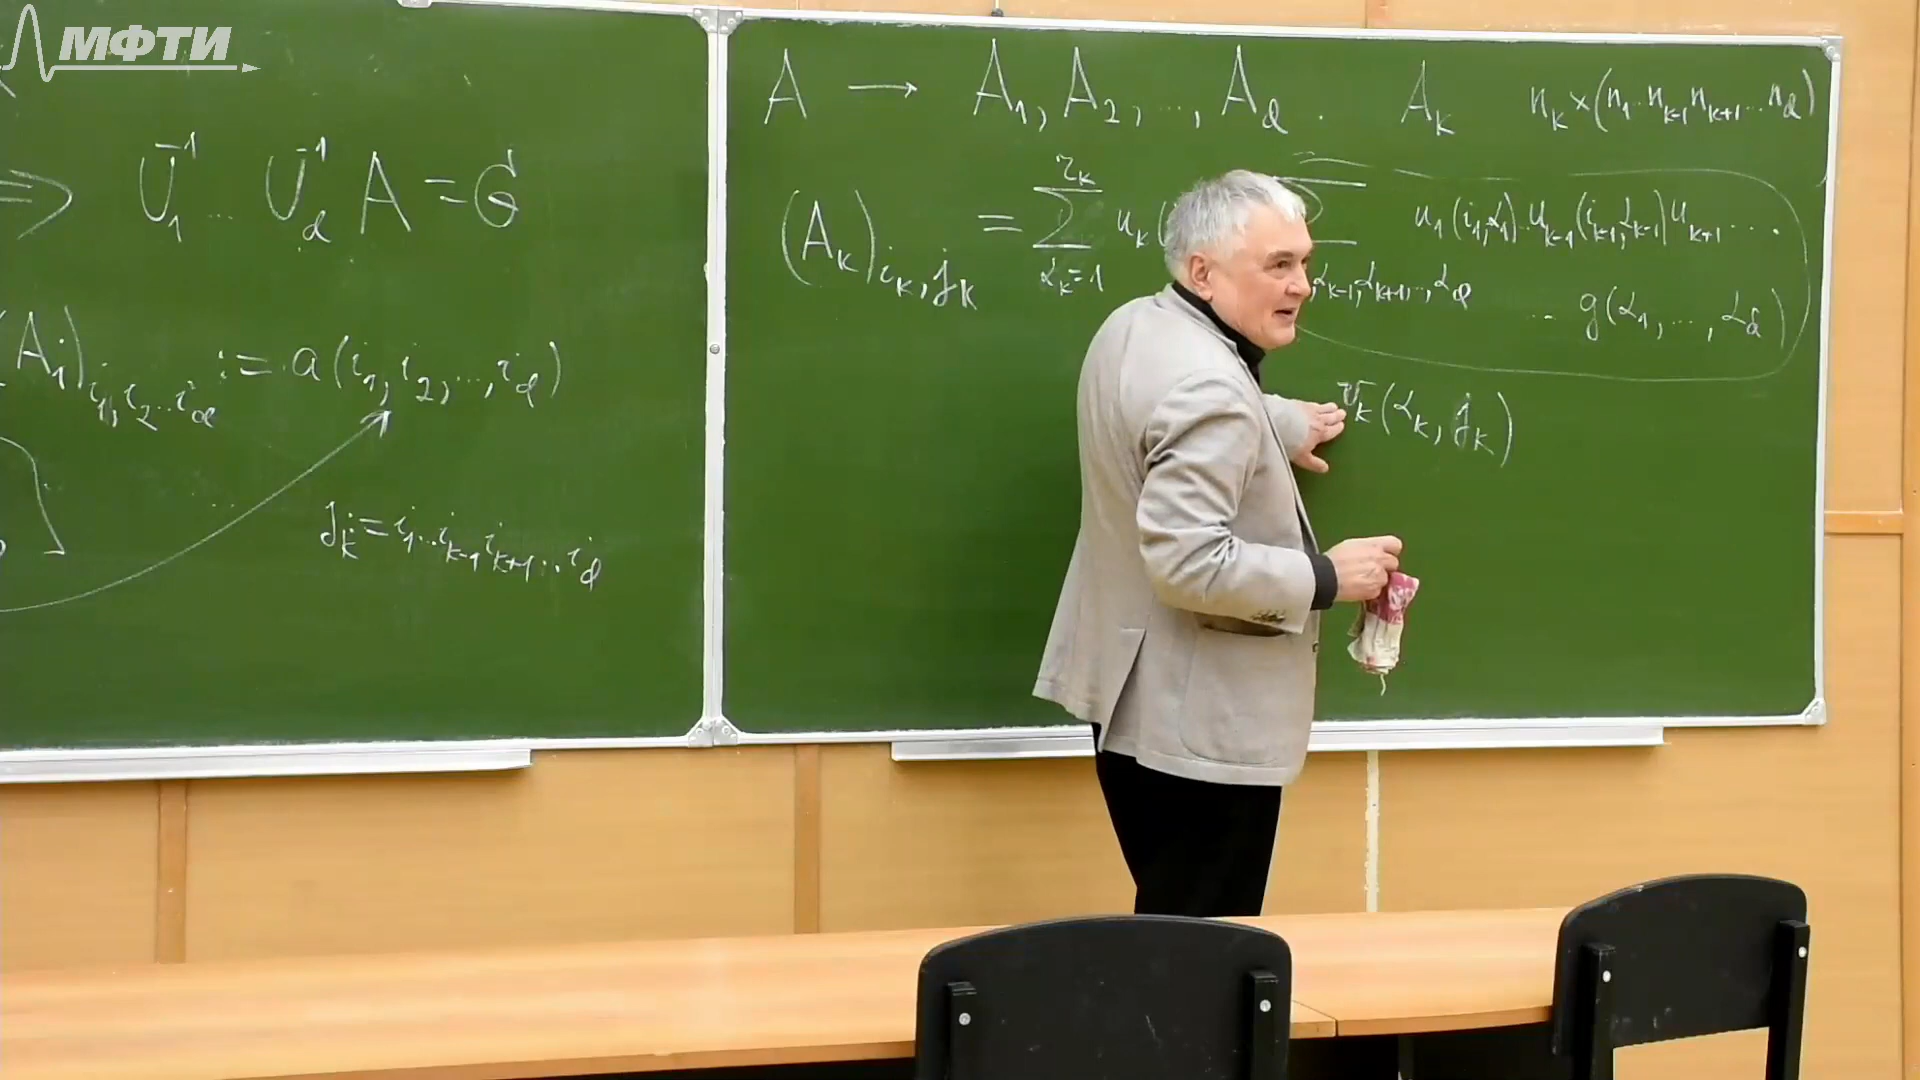 МФТИ
⇒ U₁⁻¹ ... U_d⁻¹ A = G
(A₁)_{i₁, i₂...i_d} := a(i₁, i₂, ..., i_d)
j_k = i₁...i_{k-1} i_{k+1}...i_d
A → A₁, A₂, ..., A_d. A_k n_k × (n₁...n_{k-1} n_{k+1}...n_d)
(A_k)_{i_k, j_k} = ∑_{α_k=1}^{r_k} u_k( ∑_{α_{k-1}, α_{k+1}, ..., α_d} u₁(i₁, α₁)...u_{k-1}(i_{k-1}, α_{k-1}) u_{k+1} ...
... g(α₁, ..., α_d)
v_k(α_k, j_k)